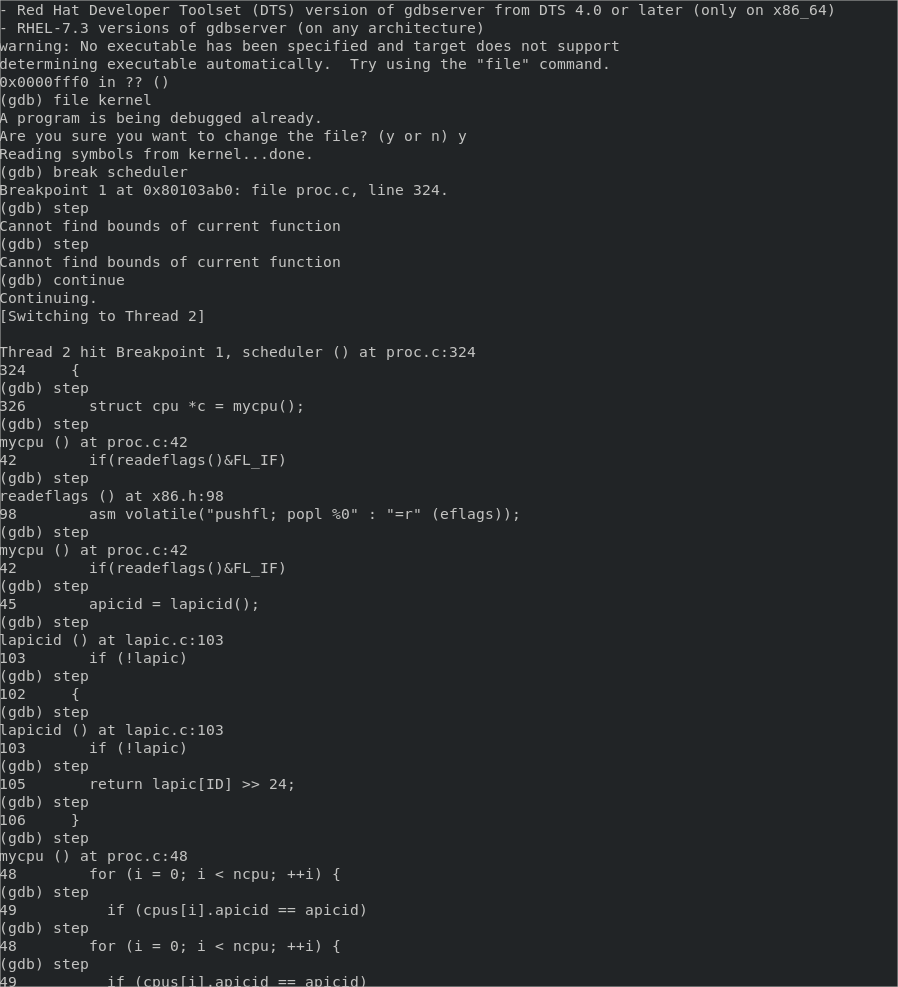 - Red Hat Developer Toolset (DTS) version of gdbserver from DTS 4.0 or later (only on x86_64)
- RHEL-7.3 versions of gdbserver (on any architecture)
warning: No executable has been specified and target does not support
determining executable automatically.  Try using the "file" command.
0x0000fff0 in ?? ()
(gdb) file kernel
A program is being debugged already.
Are you sure you want to change the file? (y or n) y
Reading symbols from kernel...done.
(gdb) break scheduler
Breakpoint 1 at 0x80103ab0: file proc.c, line 324.
(gdb) step
Cannot find bounds of current function
(gdb) step
Cannot find bounds of current function
(gdb) continue
Continuing.
[Switching to Thread 2]

Thread 2 hit Breakpoint 1, scheduler () at proc.c:324
324     {
(gdb) step
326       struct cpu *c = mycpu();
(gdb) step
mycpu () at proc.c:42
42        if(readeflags()&FL_IF)
(gdb) step
readeflags () at x86.h:98
98        asm volatile("pushfl; popl %0" : "=r" (eflags));
(gdb) step
mycpu () at proc.c:42
42        if(readeflags()&FL_IF)
(gdb) step
45        apicid = lapicid();
(gdb) step
lapicid () at lapic.c:103
103       if (!lapic)
(gdb) step
102     {
(gdb) step
lapicid () at lapic.c:103
103       if (!lapic)
(gdb) step
105       return lapic[ID] >> 24;
(gdb) step
106     }
(gdb) step
mycpu () at proc.c:48
48        for (i = 0; i < ncpu; ++i) {
(gdb) step
49          if (cpus[i].apicid == apicid)
(gdb) step
48        for (i = 0; i < ncpu; ++i) {
(gdb) step
49          if (cpus[i].apicid == apicid)